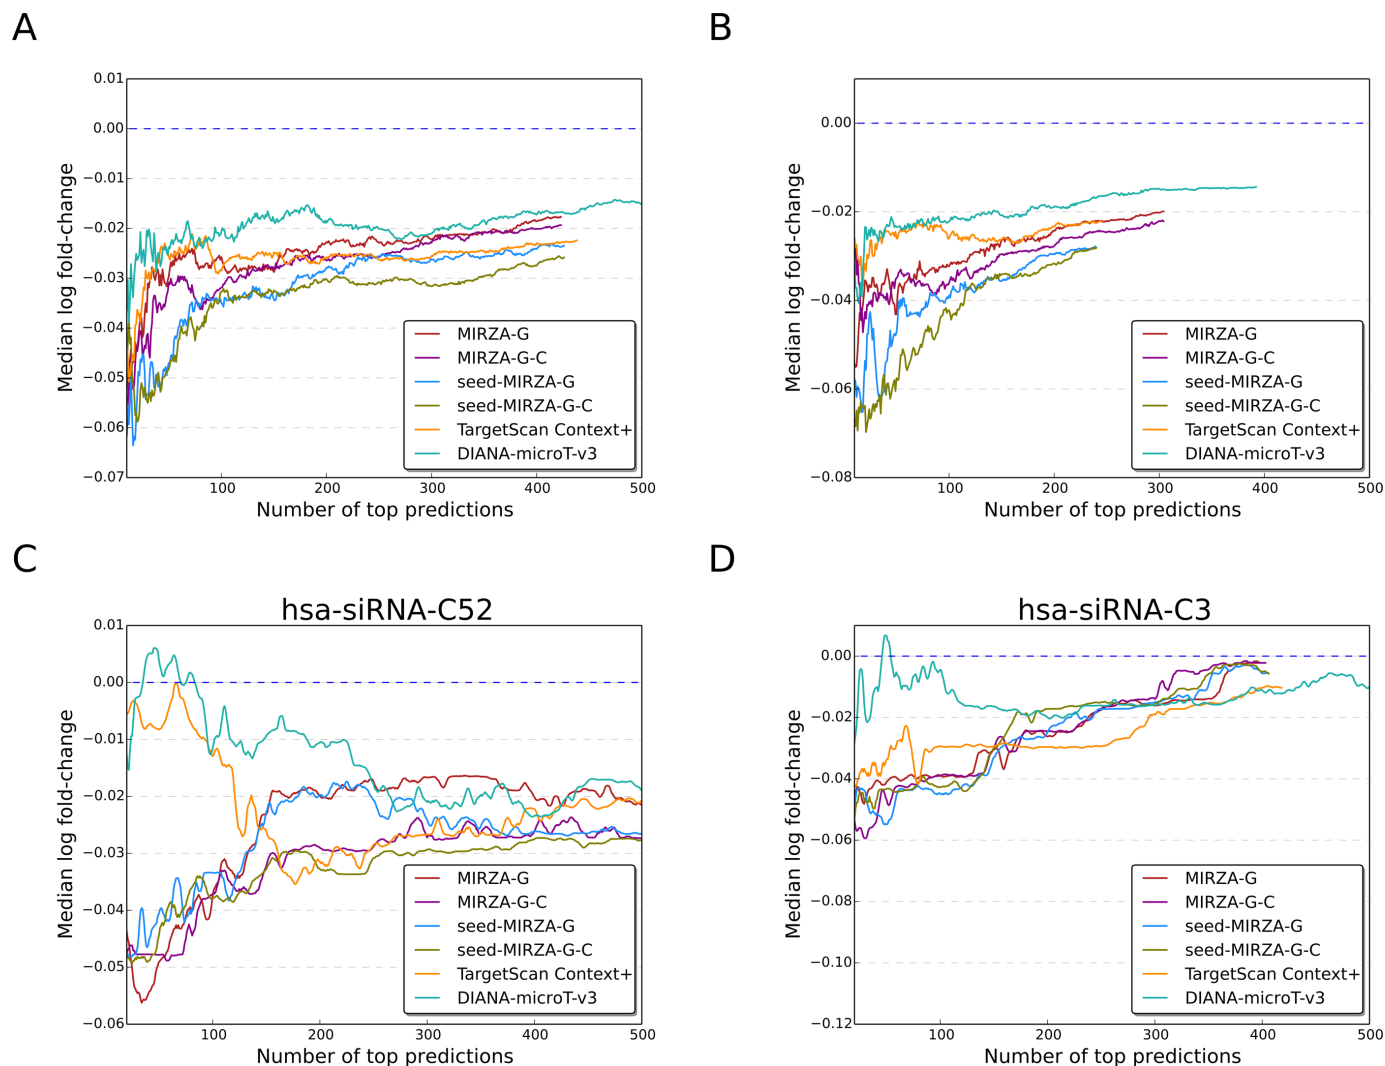 A
B
0.01
0.00
−0.01
−0.02
−0.03
−0.04
−0.05
−0.06
−0.07
Median log fold-change
100
200
300
400
500
Number of top predictions
MIRZA-G
MIRZA-G-C
seed-MIRZA-G
seed-MIRZA-G-C
TargetScan Context+
DIANA-microT-v3
0.00
−0.02
−0.04
−0.06
−0.08
Median log fold-change
100
200
300
400
500
Number of top predictions
MIRZA-G
MIRZA-G-C
seed-MIRZA-G
seed-MIRZA-G-C
TargetScan Context+
DIANA-microT-v3
C
D
hsa-siRNA-C52
0.01
0.00
−0.01
−0.02
−0.03
−0.04
−0.05
−0.06
Median log fold-change
100
200
300
400
500
Number of top predictions
MIRZA-G
MIRZA-G-C
seed-MIRZA-G
seed-MIRZA-G-C
TargetScan Context+
DIANA-microT-v3
hsa-siRNA-C3
0.00
−0.02
−0.04
−0.06
−0.08
−0.10
−0.12
Median log fold-change
100
200
300
400
500
Number of top predictions
MIRZA-G
MIRZA-G-C
seed-MIRZA-G
seed-MIRZA-G-C
TargetScan Context+
DIANA-microT-v3